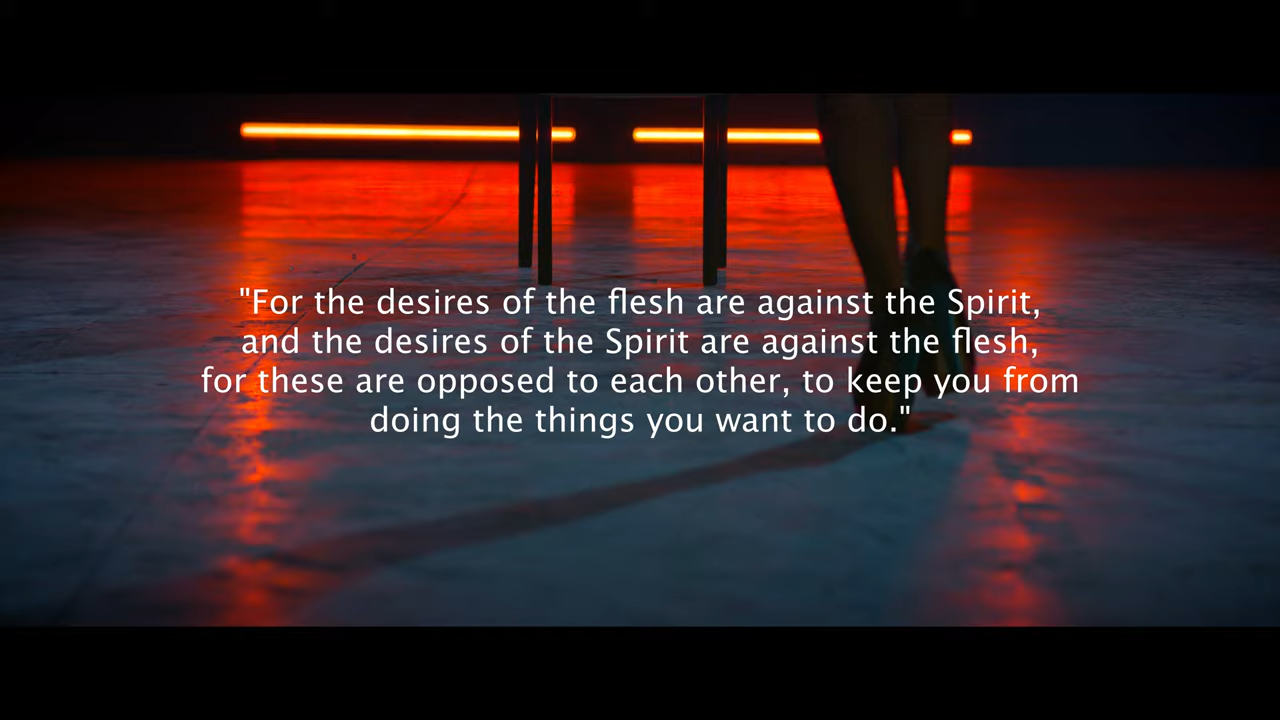 "For the desires of the flesh are against the Spirit,
and the desires of the Spirit are against the flesh,
for these are opposed to each other, to keep you from
doing the things you want to do."